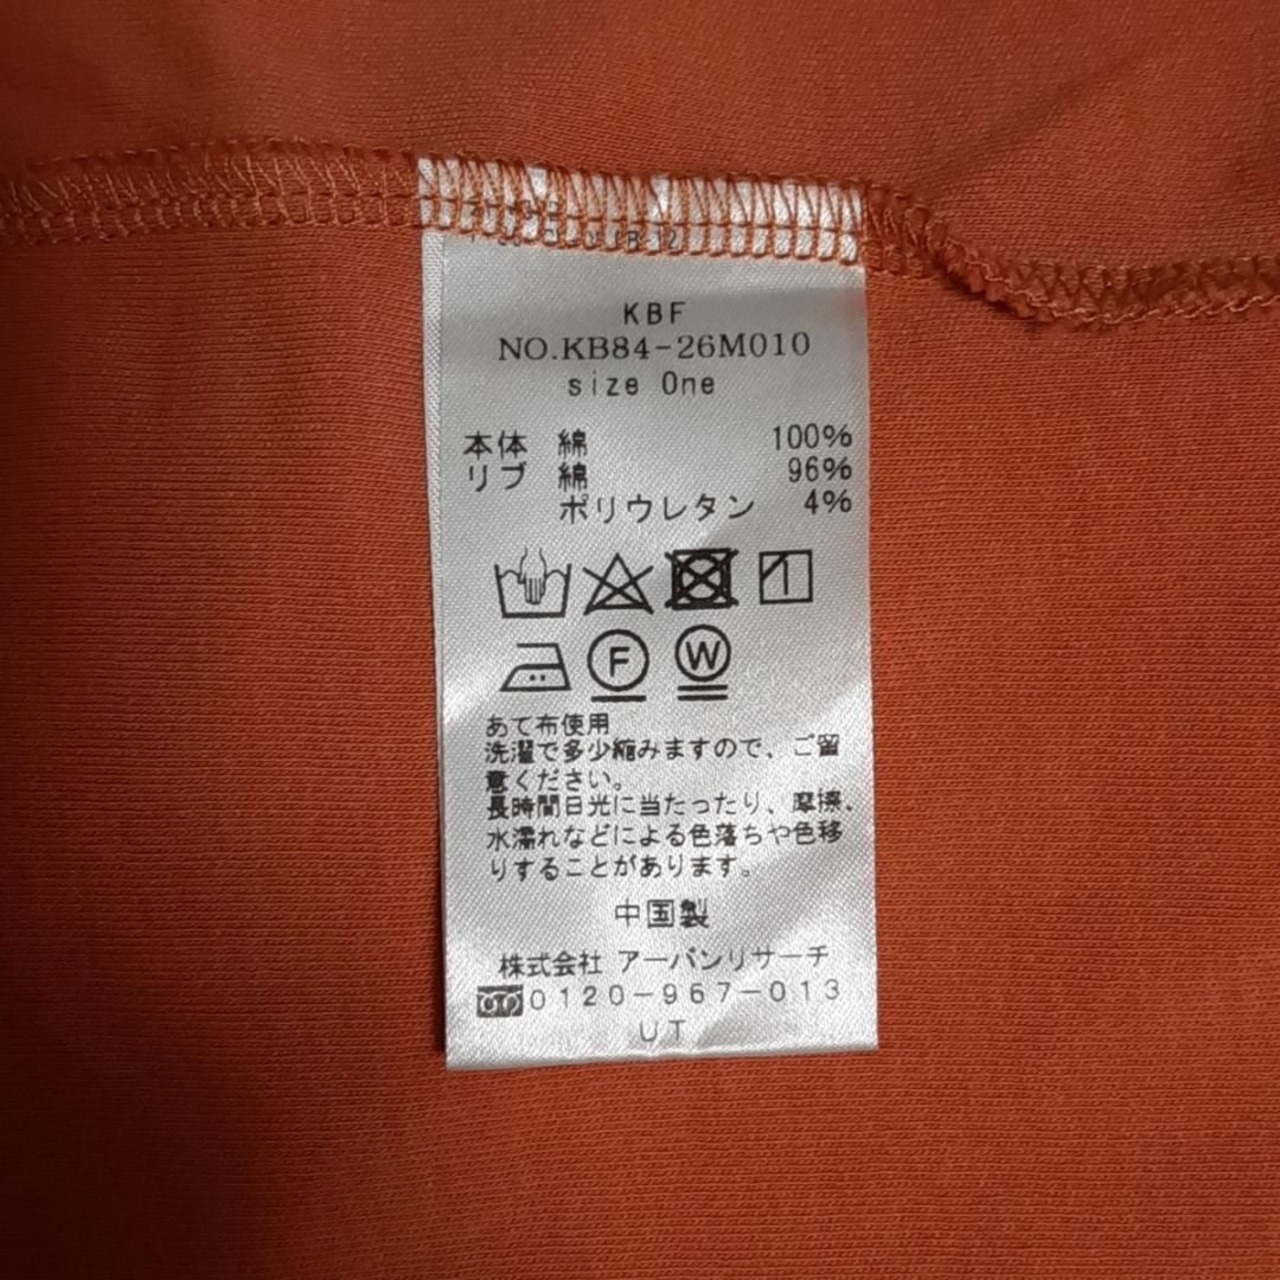 KBF
NO.KB84-26M010
size One
本体 綿 100%
リブ 綿 96%
ポリウレタン 4%
F W
あて布使用
洗濯で多少縮みますので、ご留
意ください。
長時間日光に当たったり、摩擦、
水濡れなどによる色落ちや色移
りすることがあります。
中国製
株式会社 アーバンリサーチ
0120-967-013
UT